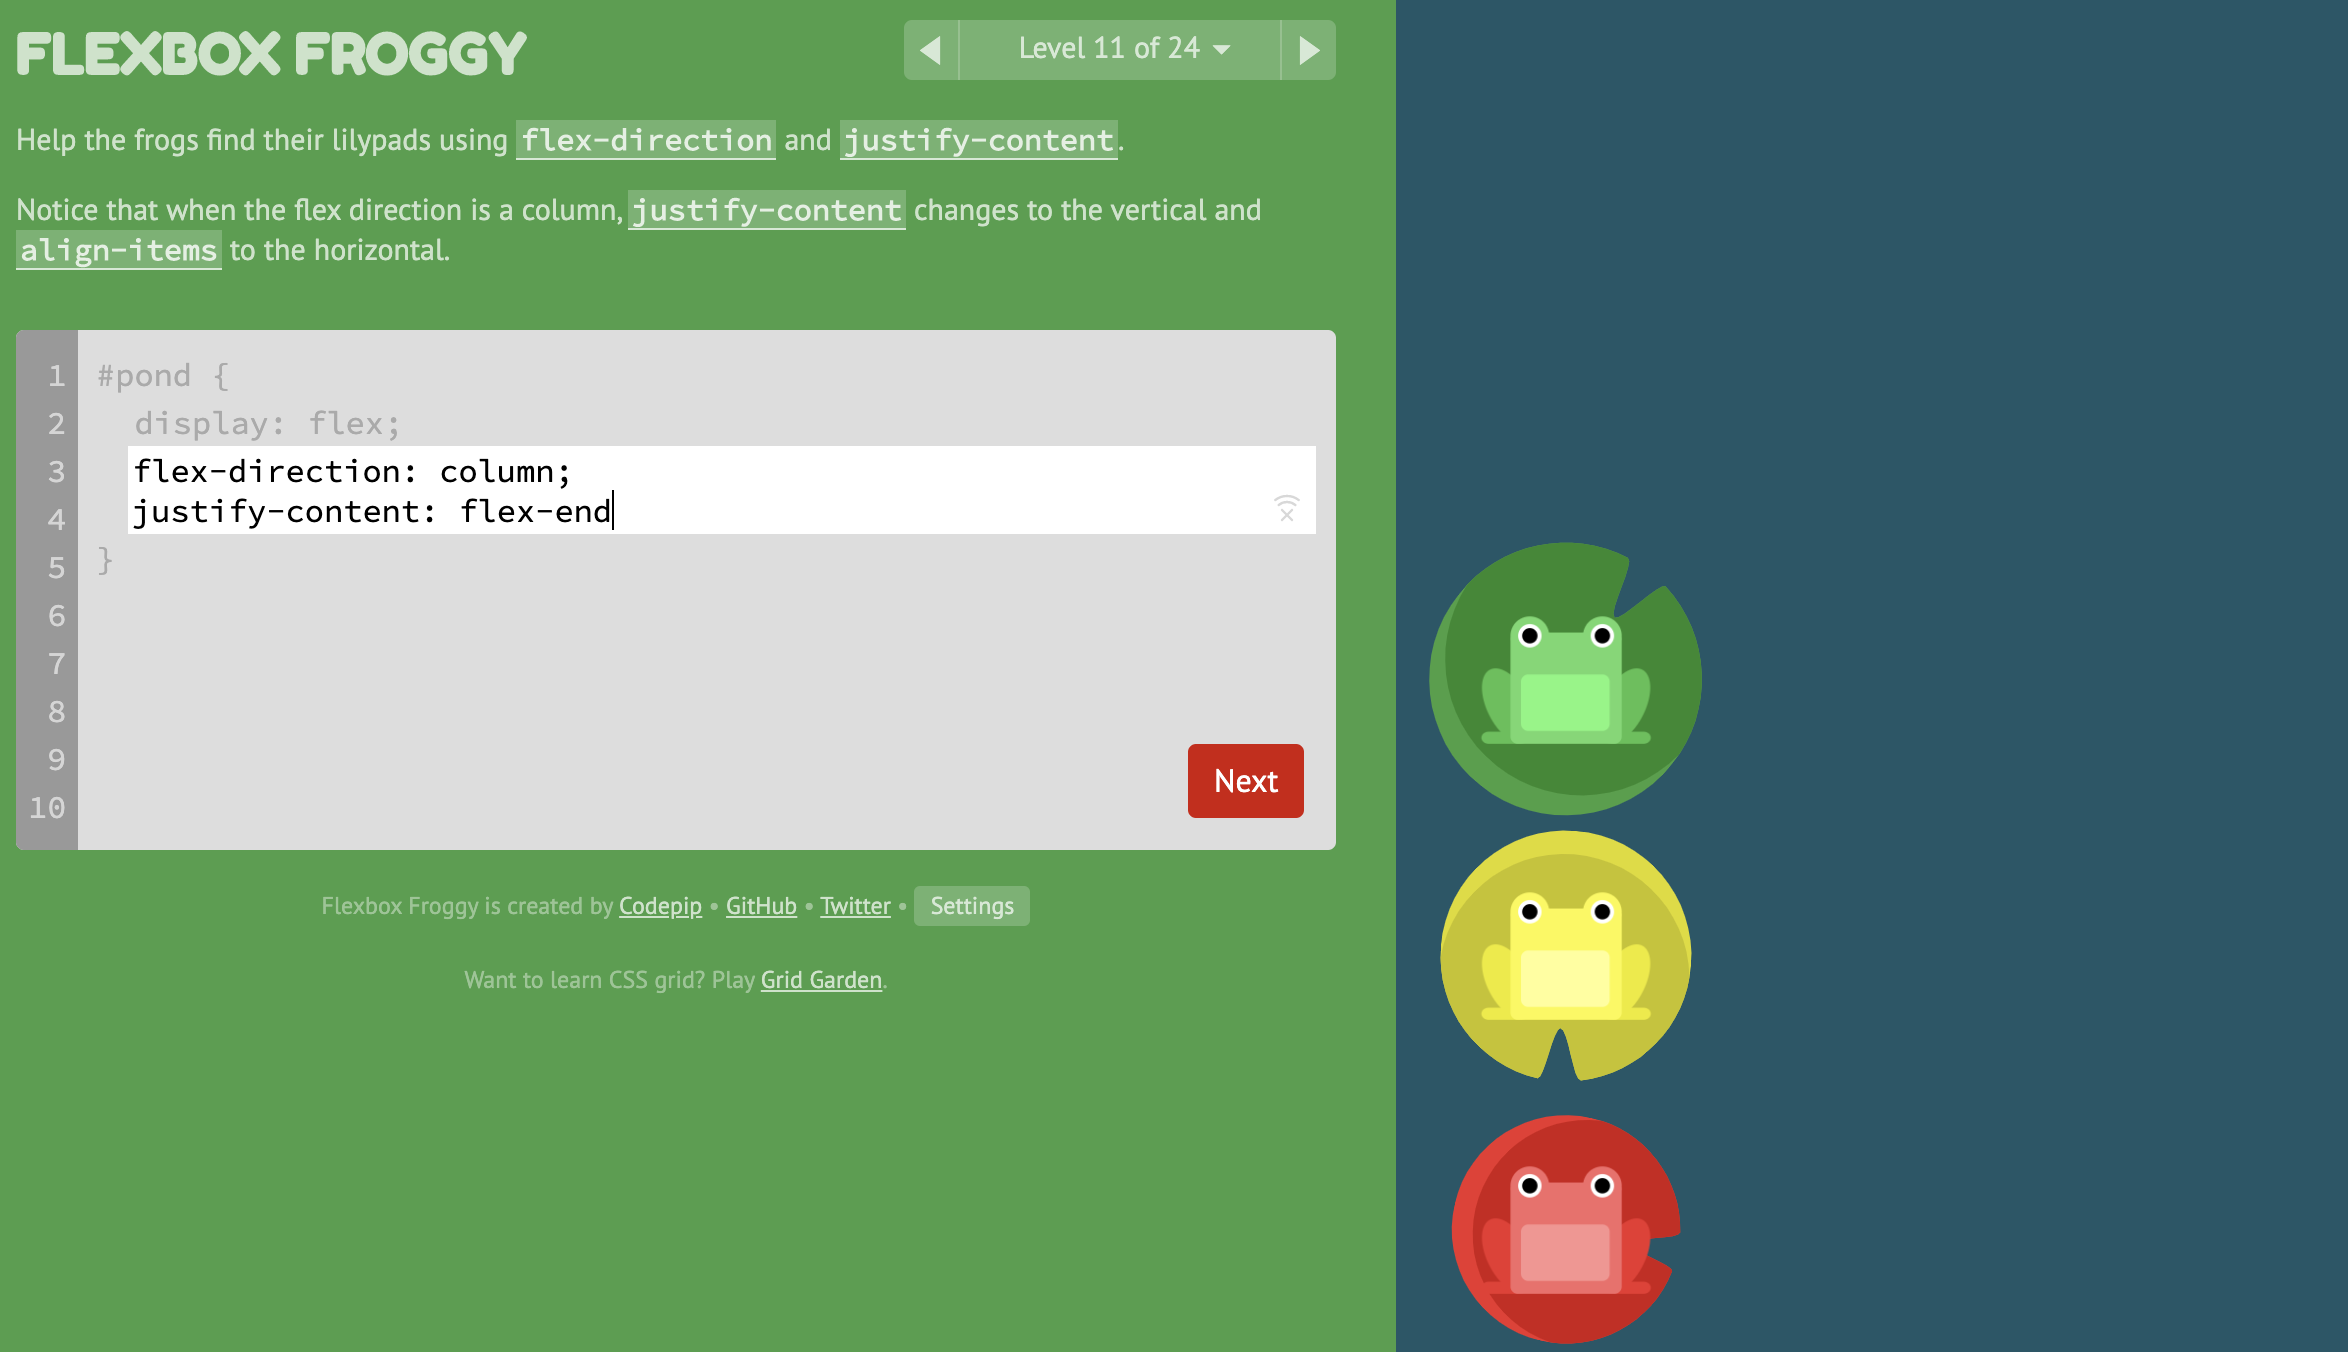 FLEXBOX FROGGY
Level 11 of 24
Help the frogs find their lilypads using flex-direction and justify-content.
Notice that when the flex direction is a column, justify-content changes to the vertical and
align-items to the horizontal.
1 #pond {
2 display: flex;
3 flex-direction: column;
4 justify-content: flex-end
5 }
6
7
8
9
10
Next
Flexbox Froggy is created by Codepip • GitHub • Twitter • Settings
Want to learn CSS grid? Play Grid Garden.